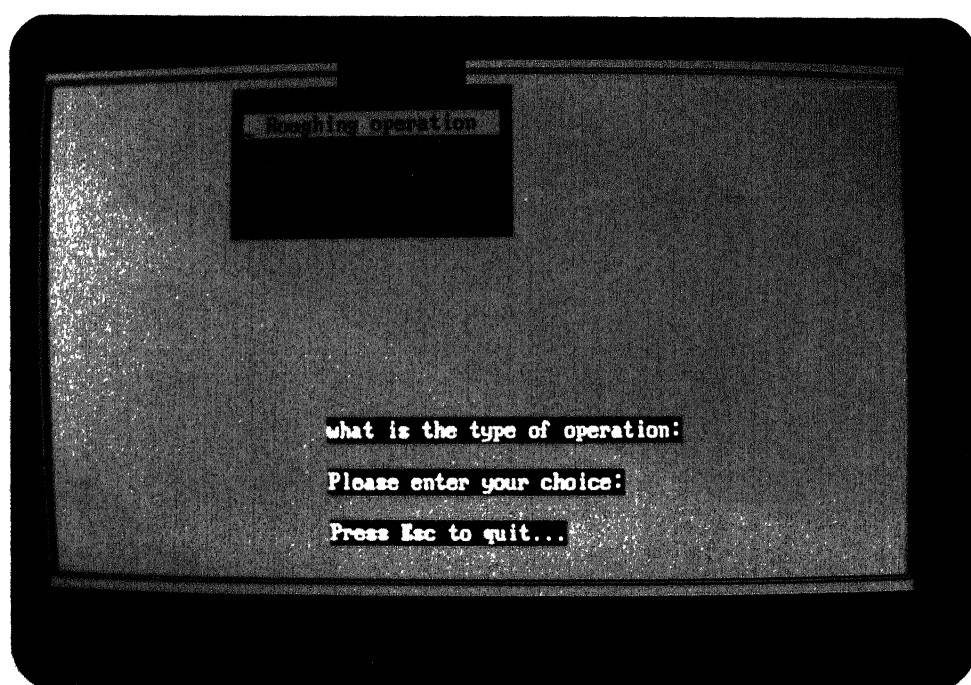 Roughing operation
what is the type of operation:
Please enter your choice:
Press Esc to quit...